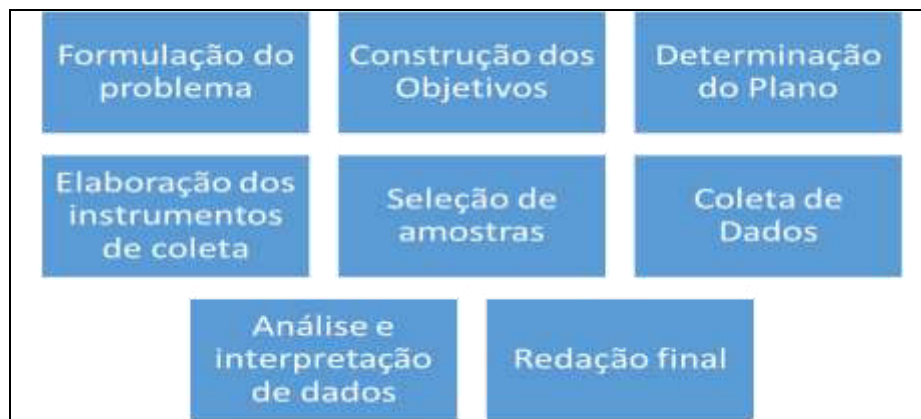 Formulação do
problema
Construção dos
Objetivos
Determinação
do Plano
Elaboração dos
instrumentos
de coleta
Seleção de
amostras
Coleta de
Dados
Análise e
interpretação
de dados
Redação final